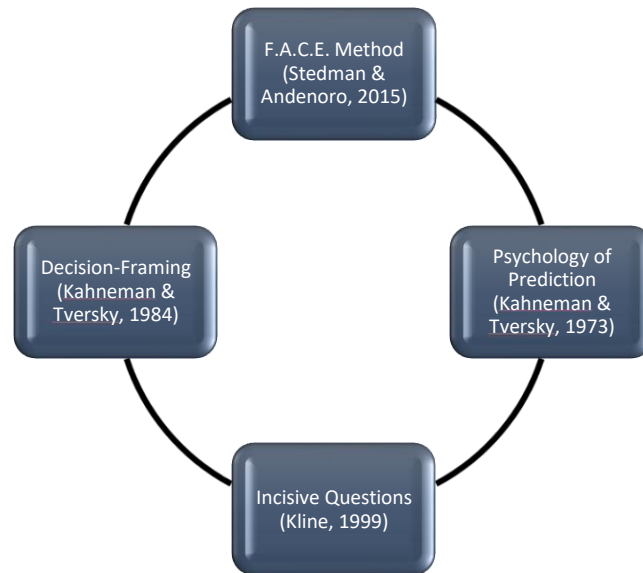 F.A.C.E. Method
(Stedman &
Andenoro, 2015)
Decision-Framing
(Kahneman &
Tversky, 1984)
Psychology of
Prediction
(Kahneman &
Tversky, 1973)
Incisive Questions
(Kline, 1999)